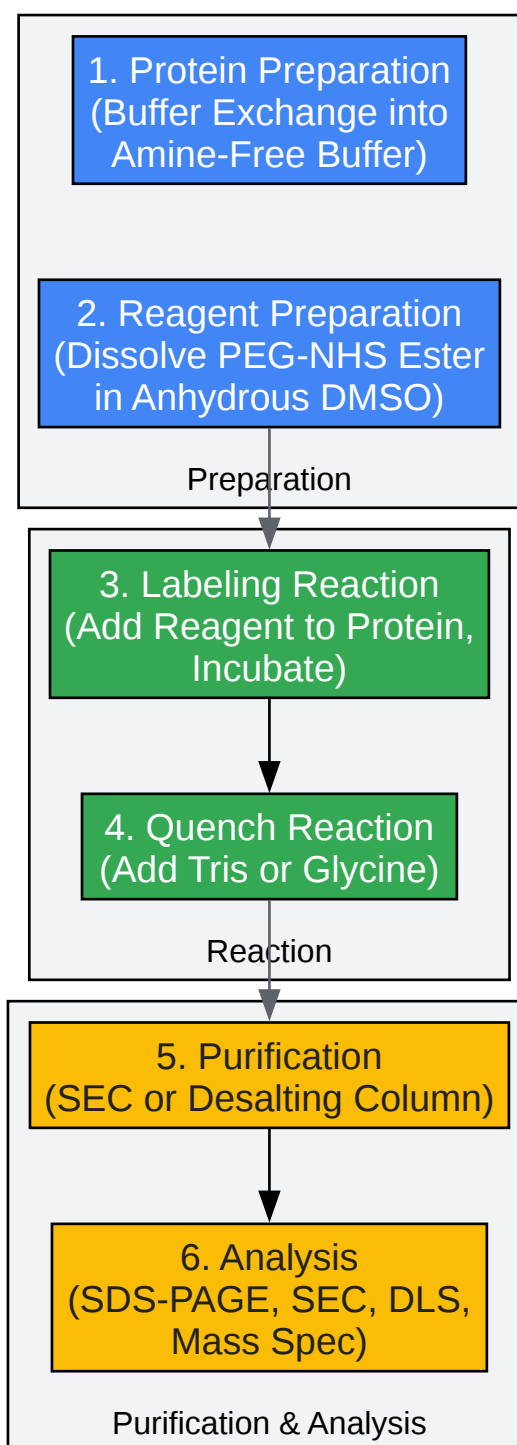 1. Protein Preparation
(Buffer Exchange into
Amine-Free Buffer)
2. Reagent Preparation
(Dissolve PEG-NHS Ester
in Anhydrous DMSO)
Preparation
3. Labeling Reaction
(Add Reagent to Protein,
Incubate)
4. Quench Reaction
(Add Tris or Glycine)
Reaction
5. Purification
(SEC or Desalting Column)
6. Analysis
(SDS-PAGE, SEC, DLS,
Mass Spec)
Purification & Analysis